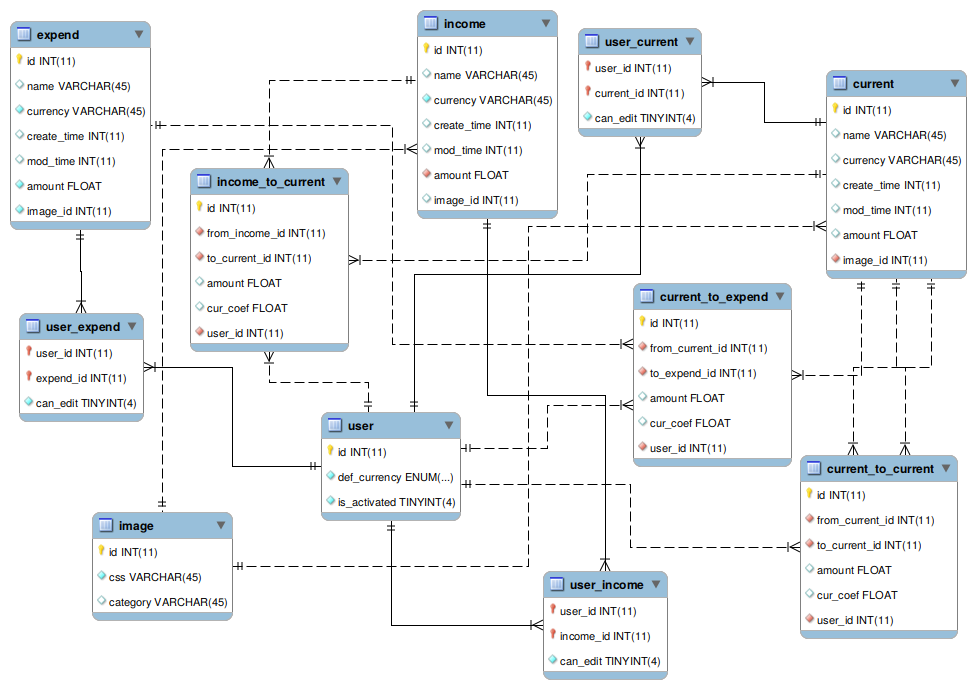 expend
id INT(11)
name VARCHAR(45)
currency VARCHAR(45)
create_time INT(11)
mod_time INT(11)
amount FLOAT
image_id INT(11)
income
id INT(11)
name VARCHAR(45)
currency VARCHAR(45)
create_time INT(11)
mod_time INT(11)
amount FLOAT
image_id INT(11)
user_current
user_id INT(11)
current_id INT(11)
can_edit TINYINT(4)
current
id INT(11)
name VARCHAR(45)
currency VARCHAR(45)
create_time INT(11)
mod_time INT(11)
amount FLOAT
image_id INT(11)
income_to_current
id INT(11)
from_income_id INT(11)
to_current_id INT(11)
amount FLOAT
cur_coef FLOAT
user_id INT(11)
current_to_expend
id INT(11)
from_current_id INT(11)
to_expend_id INT(11)
amount FLOAT
cur_coef FLOAT
user_id INT(11)
user_expend
user_id INT(11)
expend_id INT(11)
can_edit TINYINT(4)
user
id INT(11)
def_currency ENUM(...)
is_activated TINYINT(4)
current_to_current
id INT(11)
from_current_id INT(11)
to_current_id INT(11)
amount FLOAT
cur_coef FLOAT
user_id INT(11)
image
id INT(11)
css VARCHAR(45)
category VARCHAR(45)
user_income
user_id INT(11)
income_id INT(11)
can_edit TINYINT(4)